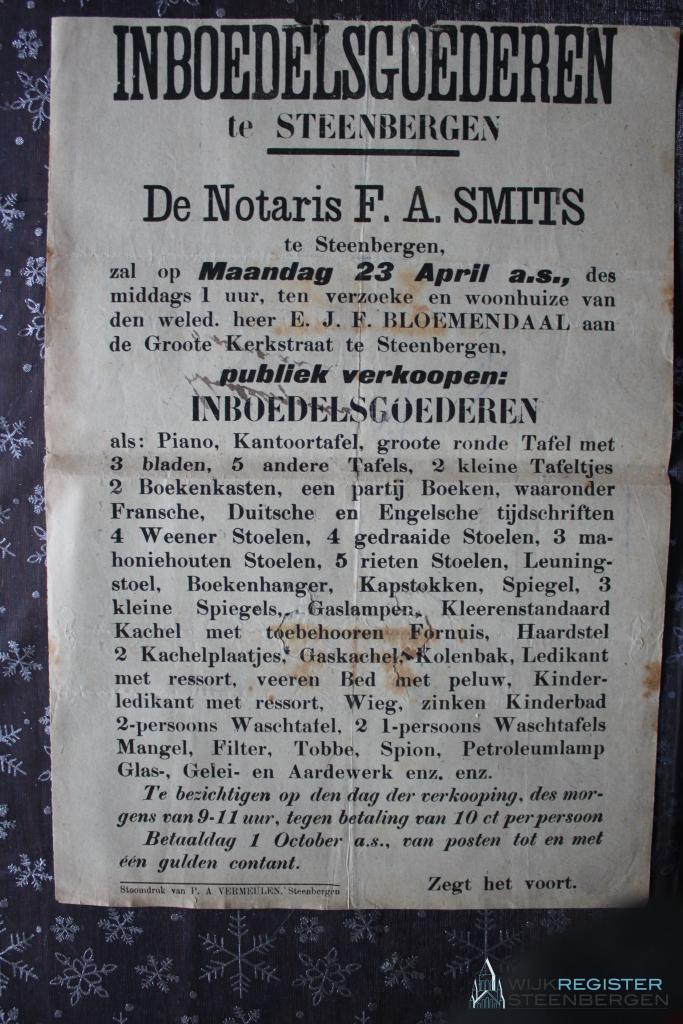 INBOEDELSGOEDEREN
te STEENBERGEN
De Notaris F. A. SMITS
te Steenbergen,
zal op Maandag 23 April a.s., des
middags 1 uur, ten verzoeke en woonhuize van
den weled. heer E. J. F. BLOEMENDAAL aan
de Groote Kerkstraat te Steenbergen,
publiek verkoopen:
INBOEDELSGOEDEREN
als: Piano, Kantoortafel, groote ronde Tafel met
3 bladen, 5 andere Tafels, 2 kleine Tafeltjes
2 Boekenkasten, een partij Boeken, waaronder
Fransche, Duitsche en Engelsche tijdschriften
4 Weener Stoelen, 4 gedraaide Stoelen, 3 ma-
honiehouten Stoelen, 5 rieten Stoelen, Leuning-
stoel, Boekenhanger, Kapstokken, Spiegel, 3
kleine Spiegels, Gaslampen, Kleerenstandaard
Kachel met toebehooren Fornuis, Haardstel
2 Kachelplaatjes, Gaskachel, Kolenbak, Ledikant
met ressort, veeren Bed met peluw, Kinder-
ledikant met ressort, Wieg, zinken Kinderbad
2-persoons Waschtafel, 2 1-persoons Waschtafels
Mangel, Filter, Tobbe, Spion, Petroleumlamp
Glas-, Gelei- en Aardewerk enz. enz.
Te bezichtigen op den dag der verkooping, des mor-
gens van 9-11 uur, tegen betaling van 10 ct per persoon
Betaaldag 1 October a.s., van posten tot en met
één gulden contant.
Zegt het voort.
Stoomdruk van P. A VERMEULEN, Steenbergen
WIJKREGISTER
STEENBERGEN